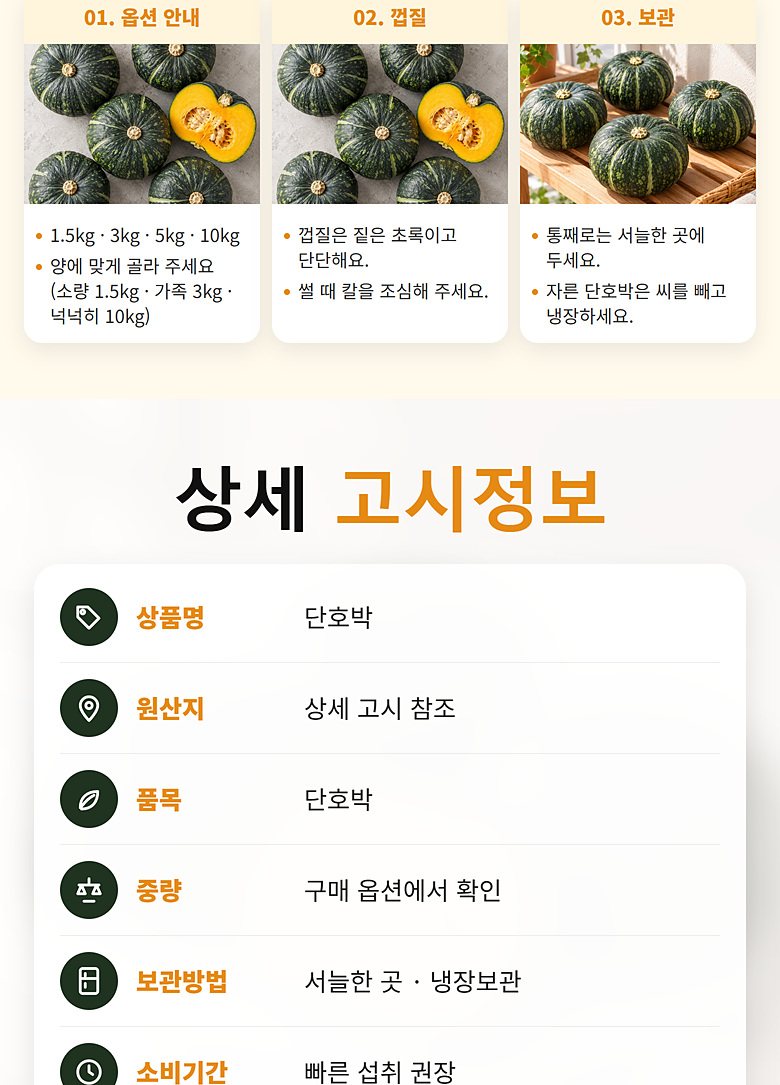 01. 옵션 안내
1.5kg · 3kg · 5kg · 10kg
양에 맞게 골라 주세요
(소량 1.5kg · 가족 3kg ·
넉넉히 10kg)
02. 껍질
껍질은 짙은 초록이고
단단해요.
썰 때 칼을 조심해 주세요.
03. 보관
통째로는 서늘한 곳에
두세요.
자른 단호박은 씨를 빼고
냉장하세요.
상세 고시정보
상품명 단호박
원산지 상세 고시 참조
품목 단호박
중량 구매 옵션에서 확인
보관방법 서늘한 곳 · 냉장보관
소비기간 빠른 섭취 권장